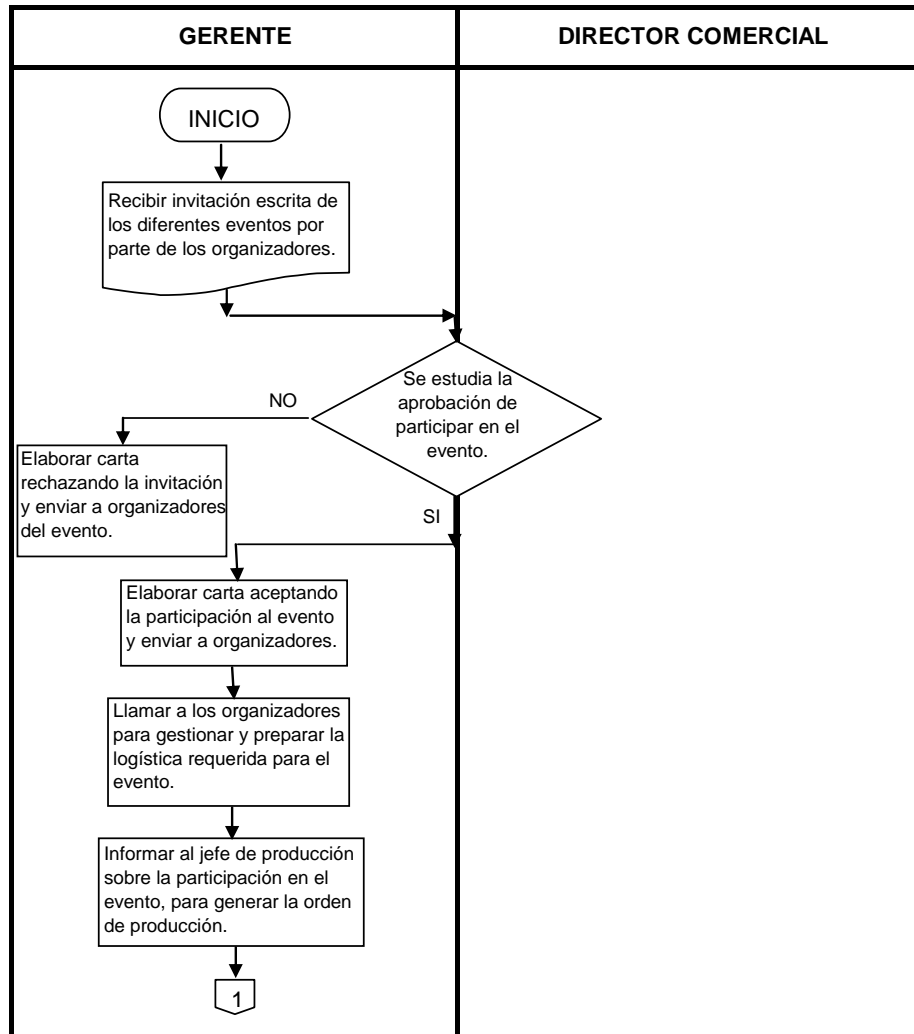 GERENTE
DIRECTOR COMERCIAL
INICIO
Recibir invitación escrita de
los diferentes eventos por
parte de los organizadores.
Se estudia la
aprobación de
participar en el
evento.
NO
Elaborar carta
rechazando la invitación
y enviar a organizadores
del evento.
SI
Elaborar carta aceptando
la participación al evento
y enviar a organizadores.
Llamar a los organizadores
para gestionar y preparar la
logística requerida para el
evento.
Informar al jefe de producción
sobre la participación en el
evento, para generar la orden
de producción.
1